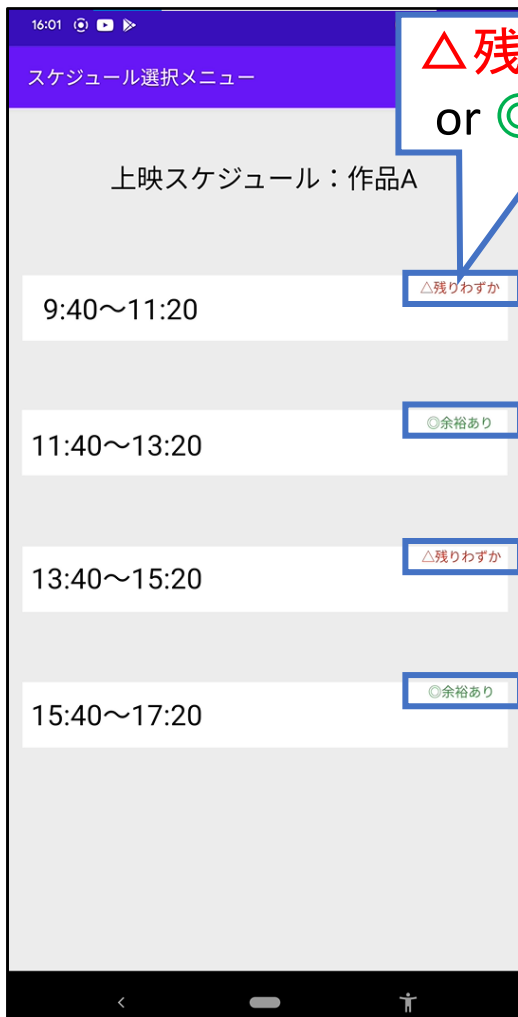 16:01
△残
or ◎
スケジュール選択メニュー
上映スケジュール：作品A
△残りわずか
9:40～11:20
◎余裕あり
11:40～13:20
△残りわずか
13:40～15:20
◎余裕あり
15:40～17:20